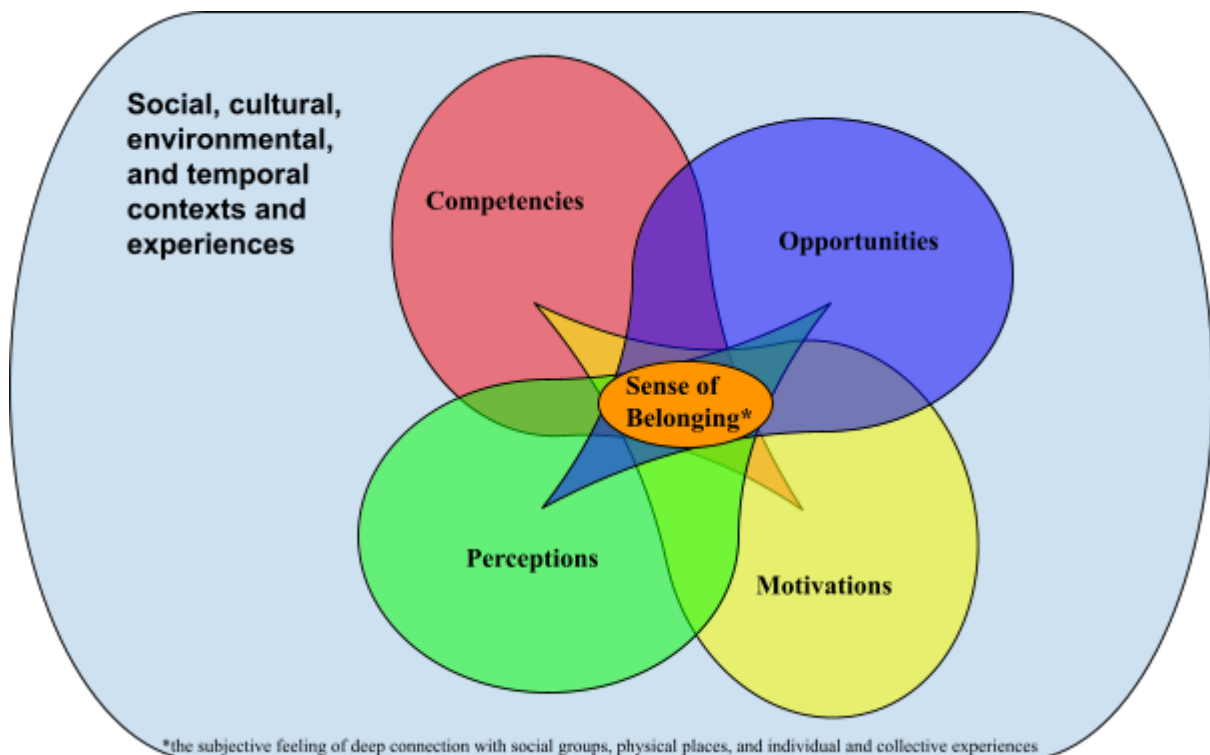 Social, cultural,
environmental,
and temporal
contexts and
experiences
Competencies
Opportunities
Sense of
Belonging*
Perceptions
Motivations
*the subjective feeling of deep connection with social groups, physical places, and individual and collective experiences